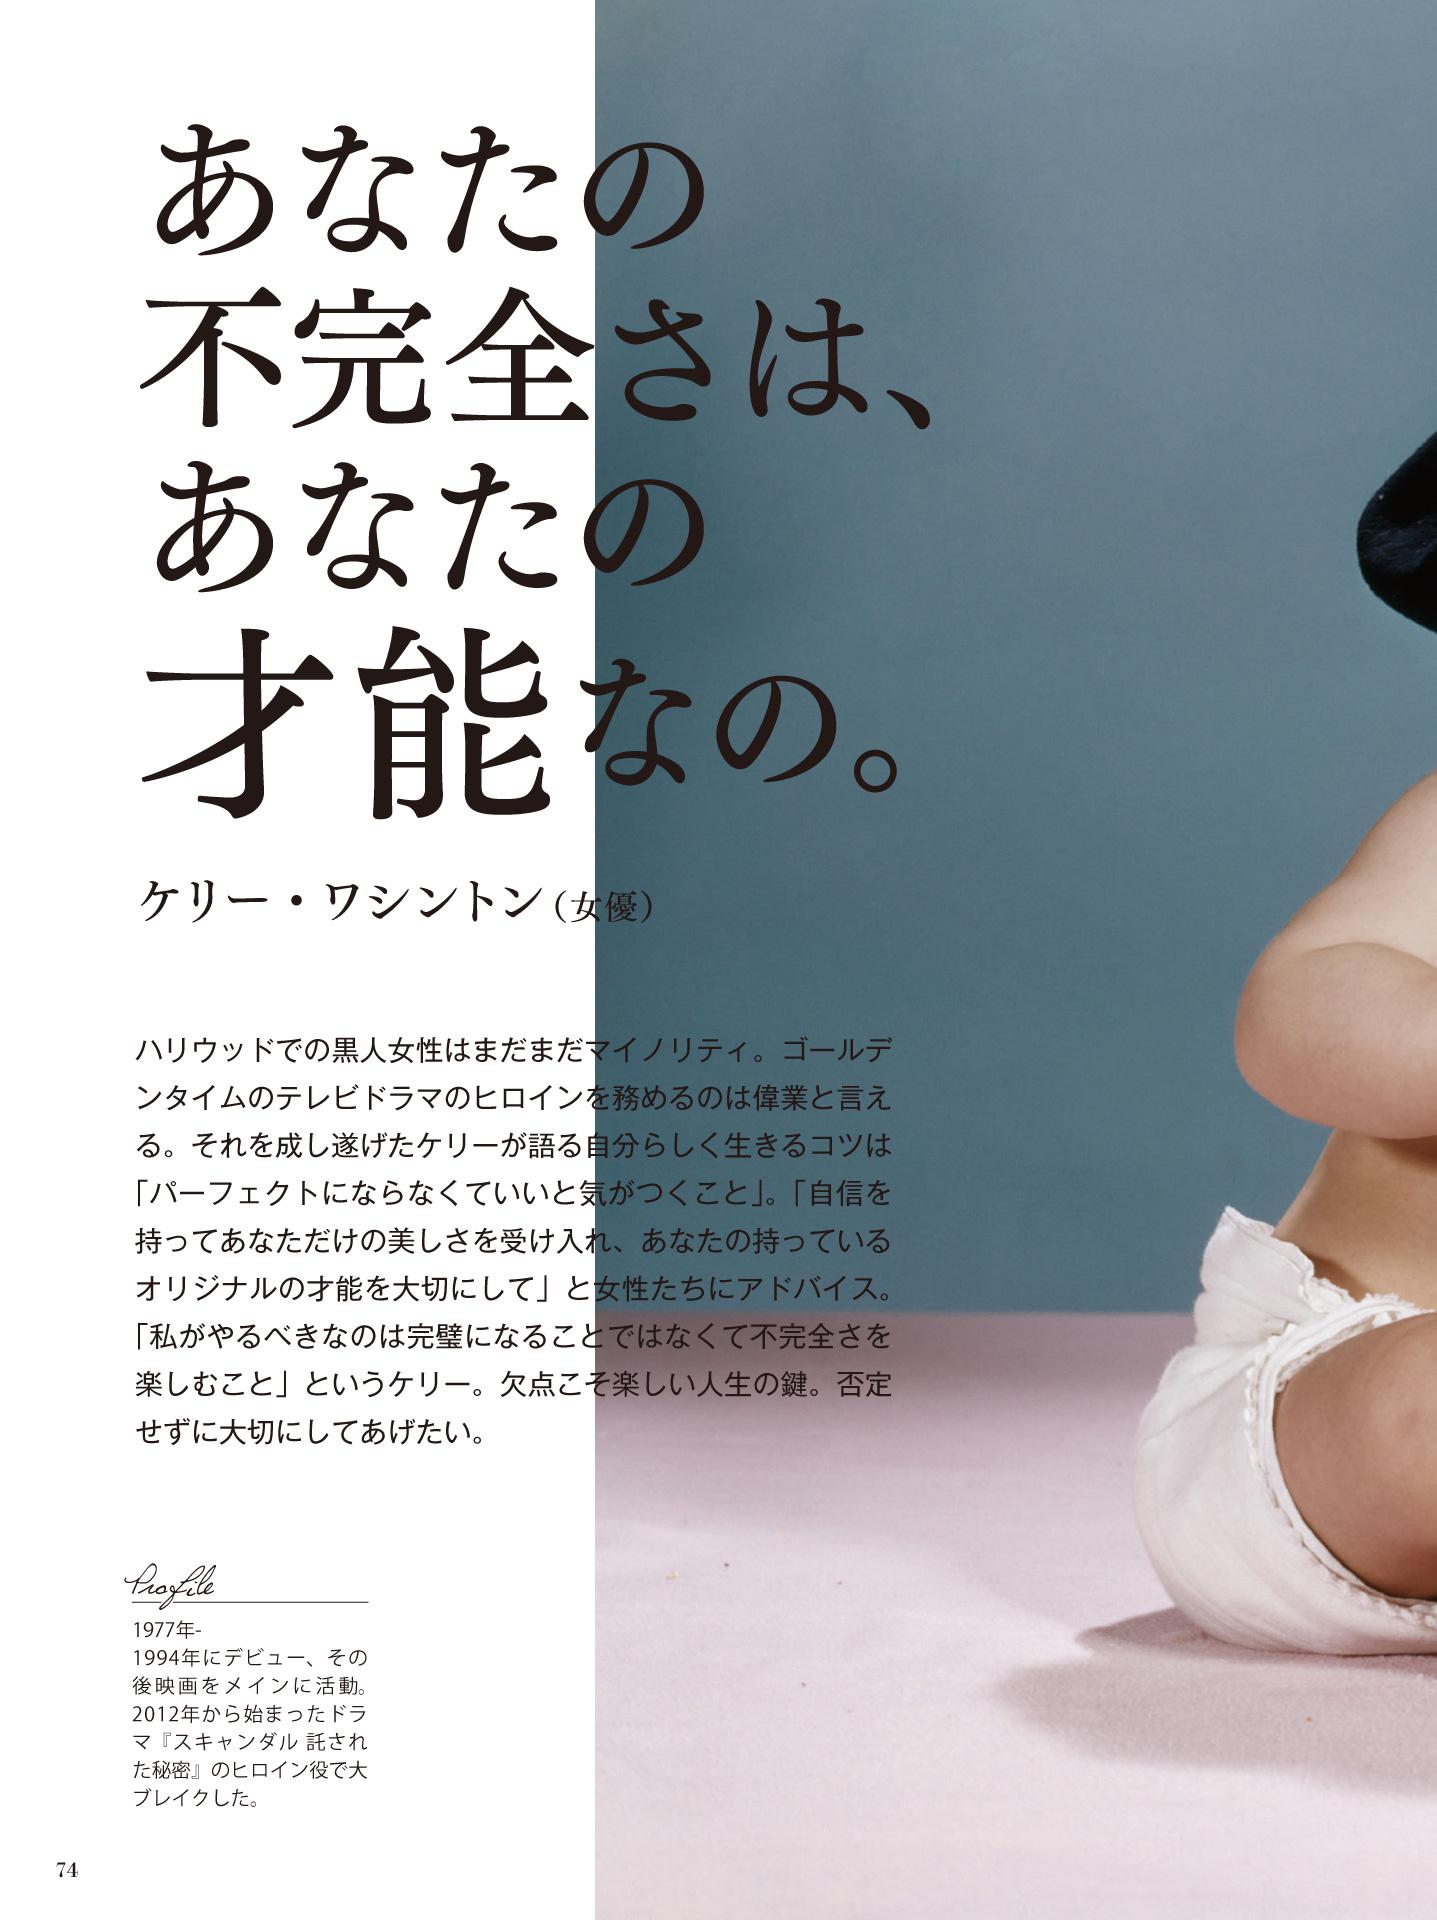 あなたの
不完全さは、
あなたの
才能なの。
ケリー・ワシントン（女優）
ハリウッドでの黒人女性はまだまだマイノリティ。ゴールデ
ンタイムのテレビドラマのヒロインを務めるのは偉業と言え
る。それを成し遂げたケリーが語る自分らしく生きるコツは
「パーフェクトにならなくていいと気がつくこと」。「自信を
持ってあなただけの美しさを受け入れ、あなたの持っている
オリジナルの才能を大切にして」と女性たちにアドバイス。
「私がやるべきなのは完璧になることではなくて不完全さを
楽しむこと」というケリー。欠点こそ楽しい人生の鍵。否定
せずに大切にしてあげたい。
Profile
1977年-
1994年にデビュー、その
後映画をメインに活動。
2012年から始まったドラ
マ『スキャンダル 託され
た秘密』のヒロイン役で大
ブレイクした。
74